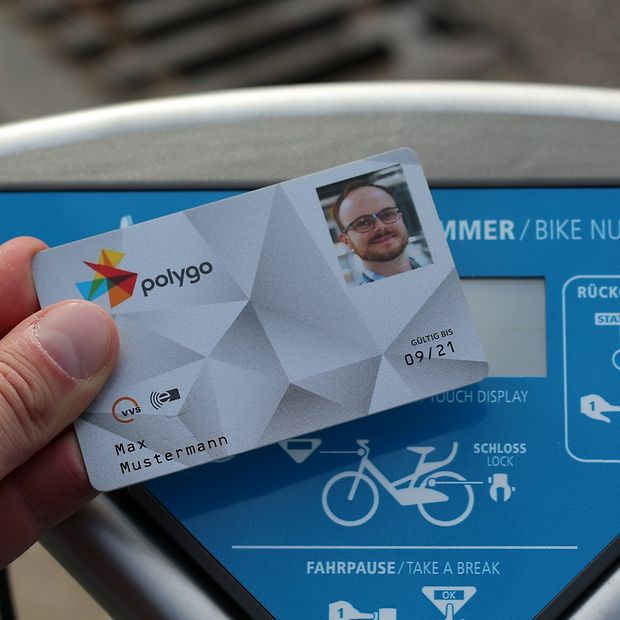 polygo
GÜLTIG BIS
09/21
vvs
Max
Mustermann
MMER / BIKE NU
RÜCK
STAT
TOUCH DISPLAY
SCHLOSS
LOCK
FAHRPAUSE / TAKE A BREAK
OK